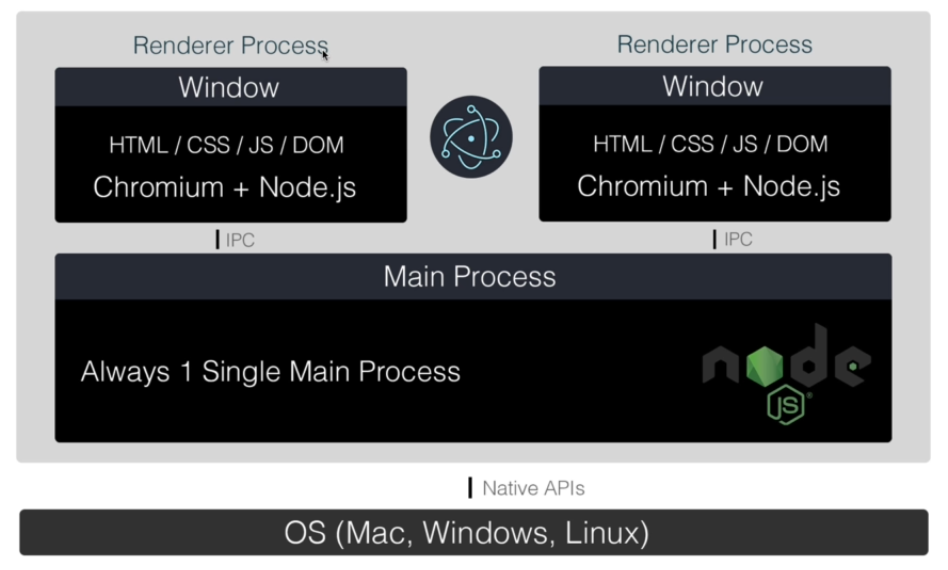 Renderer Process
Window
HTML / CSS / JS / DOM
Chromium + Node.js
IPC
Renderer Process
Window
HTML / CSS / JS / DOM
Chromium + Node.js
IPC
Main Process
Always 1 Single Main Process
node
JS
Native APIs
OS (Mac, Windows, Linux)